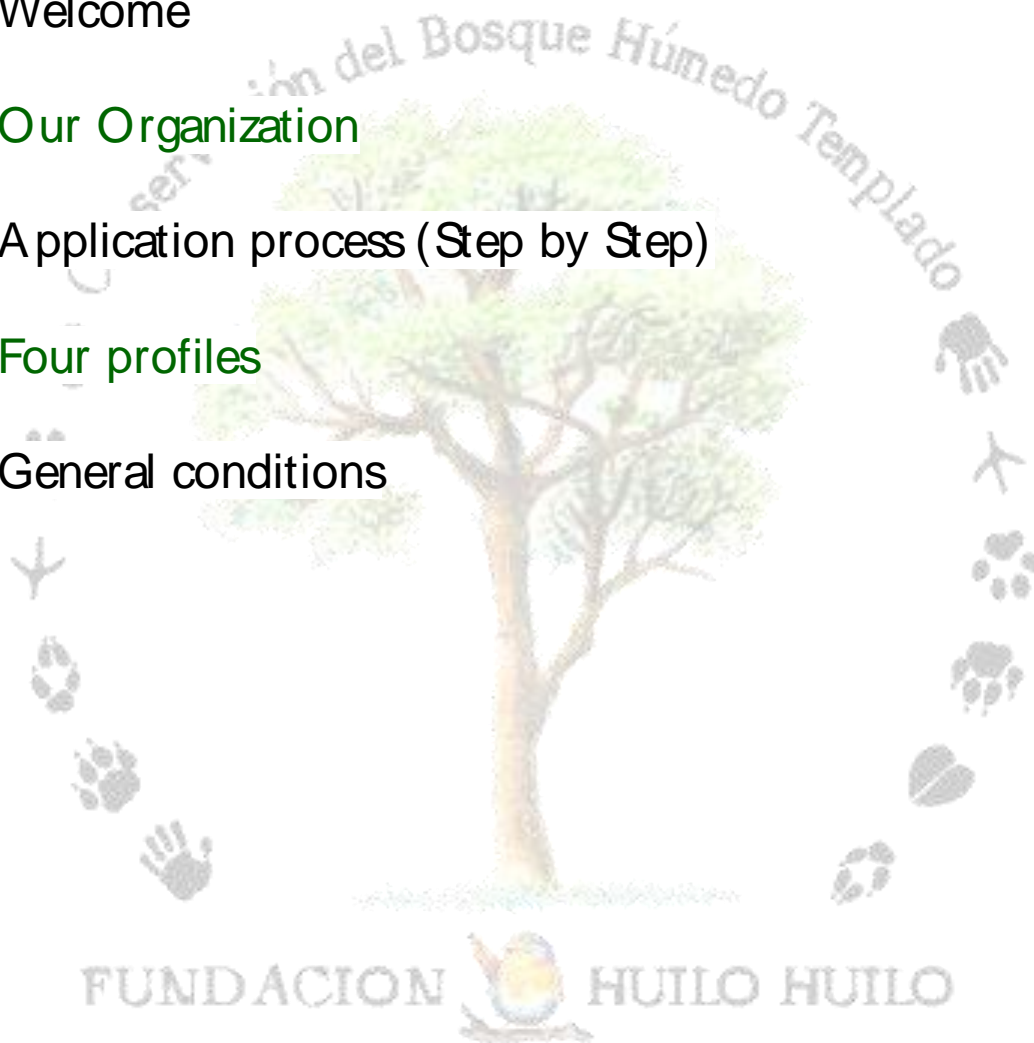 Welcome
del Bosque Húmedo Templado
Our Organization
Application process (Step by Step)
Four profiles
General conditions
FUNDACION HUILO HUILO